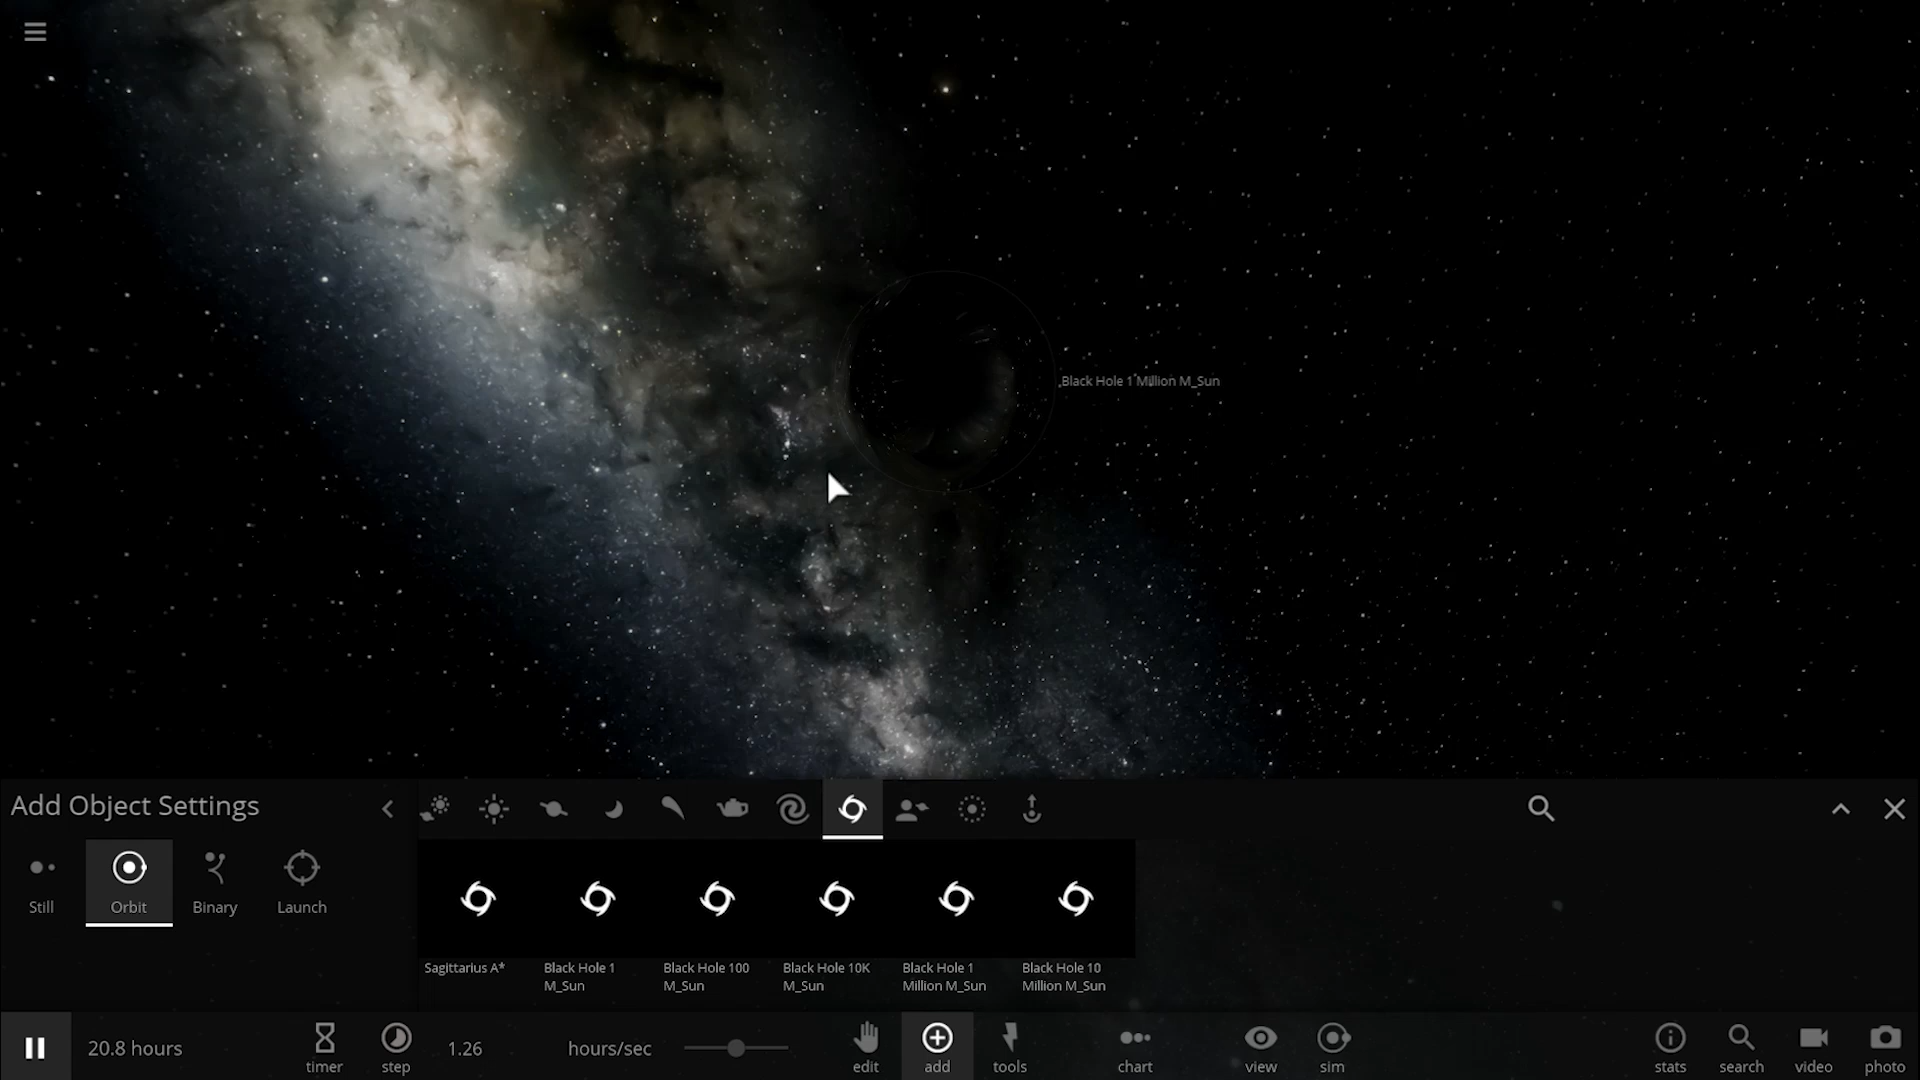 Black Hole 1 Million M_Sun
Add Object Settings
Still
Orbit
Binary
Launch
Sagittarius A*
Black Hole 1
M_Sun
Black Hole 100
M_Sun
Black Hole 10K
M_Sun
Black Hole 1
Million M_Sun
Black Hole 10
Million M_Sun
20.8 hours
timer
step
1.26
hours/sec
edit
add
tools
chart
view
sim
stats
search
video
photo